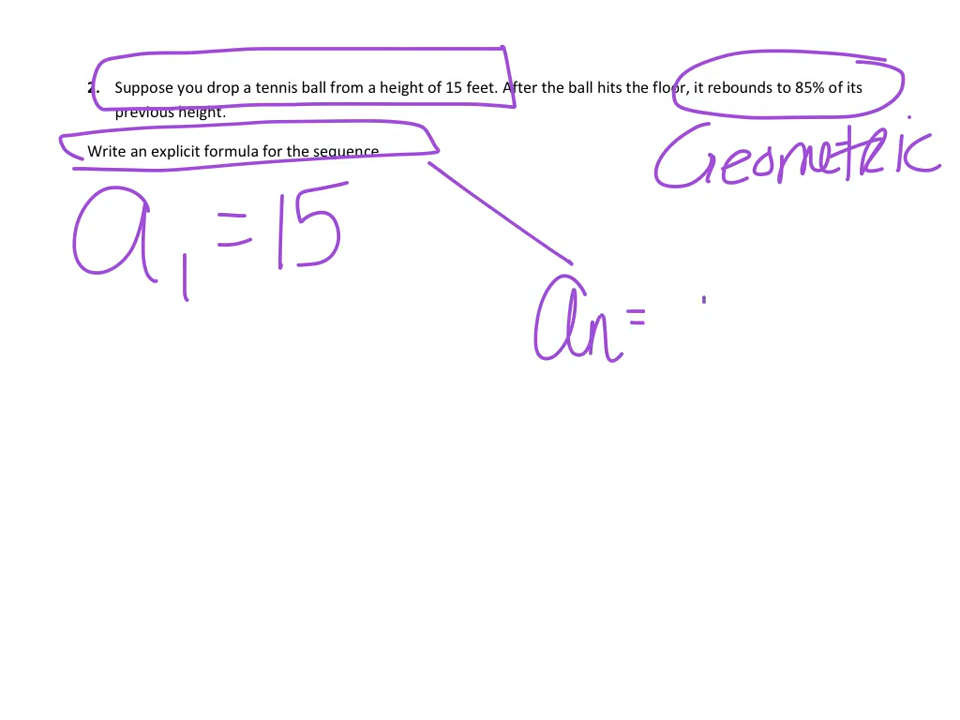 2. Suppose you drop a tennis ball from a height of 15 feet. After the ball hits the floor, it rebounds to 85% of its
previous height.
Write an explicit formula for the sequence.
Geometric
a₁ = 15
an =